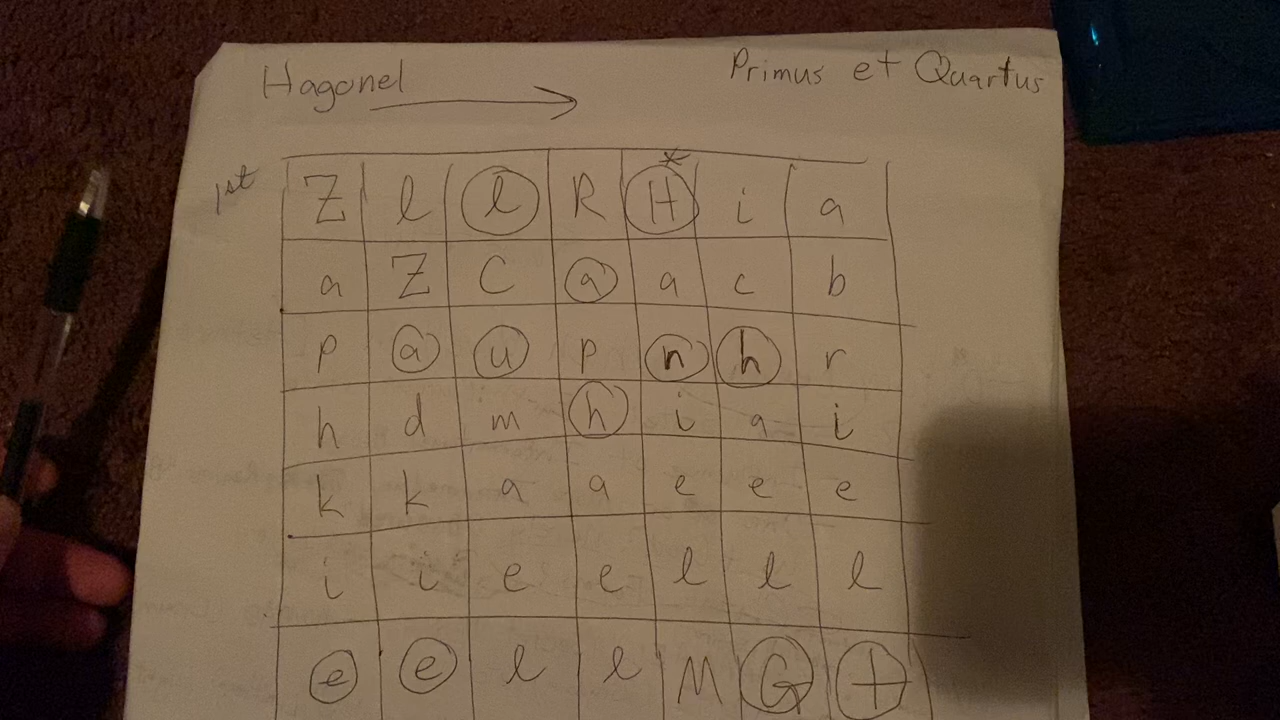 Hagonel
Primus et Quartus
1st
Z l l R H * i a
a Z C a a c b
p a u p n h r
h d m h i a i
k k a a e e e
i i e e l l l
e e l l M G +